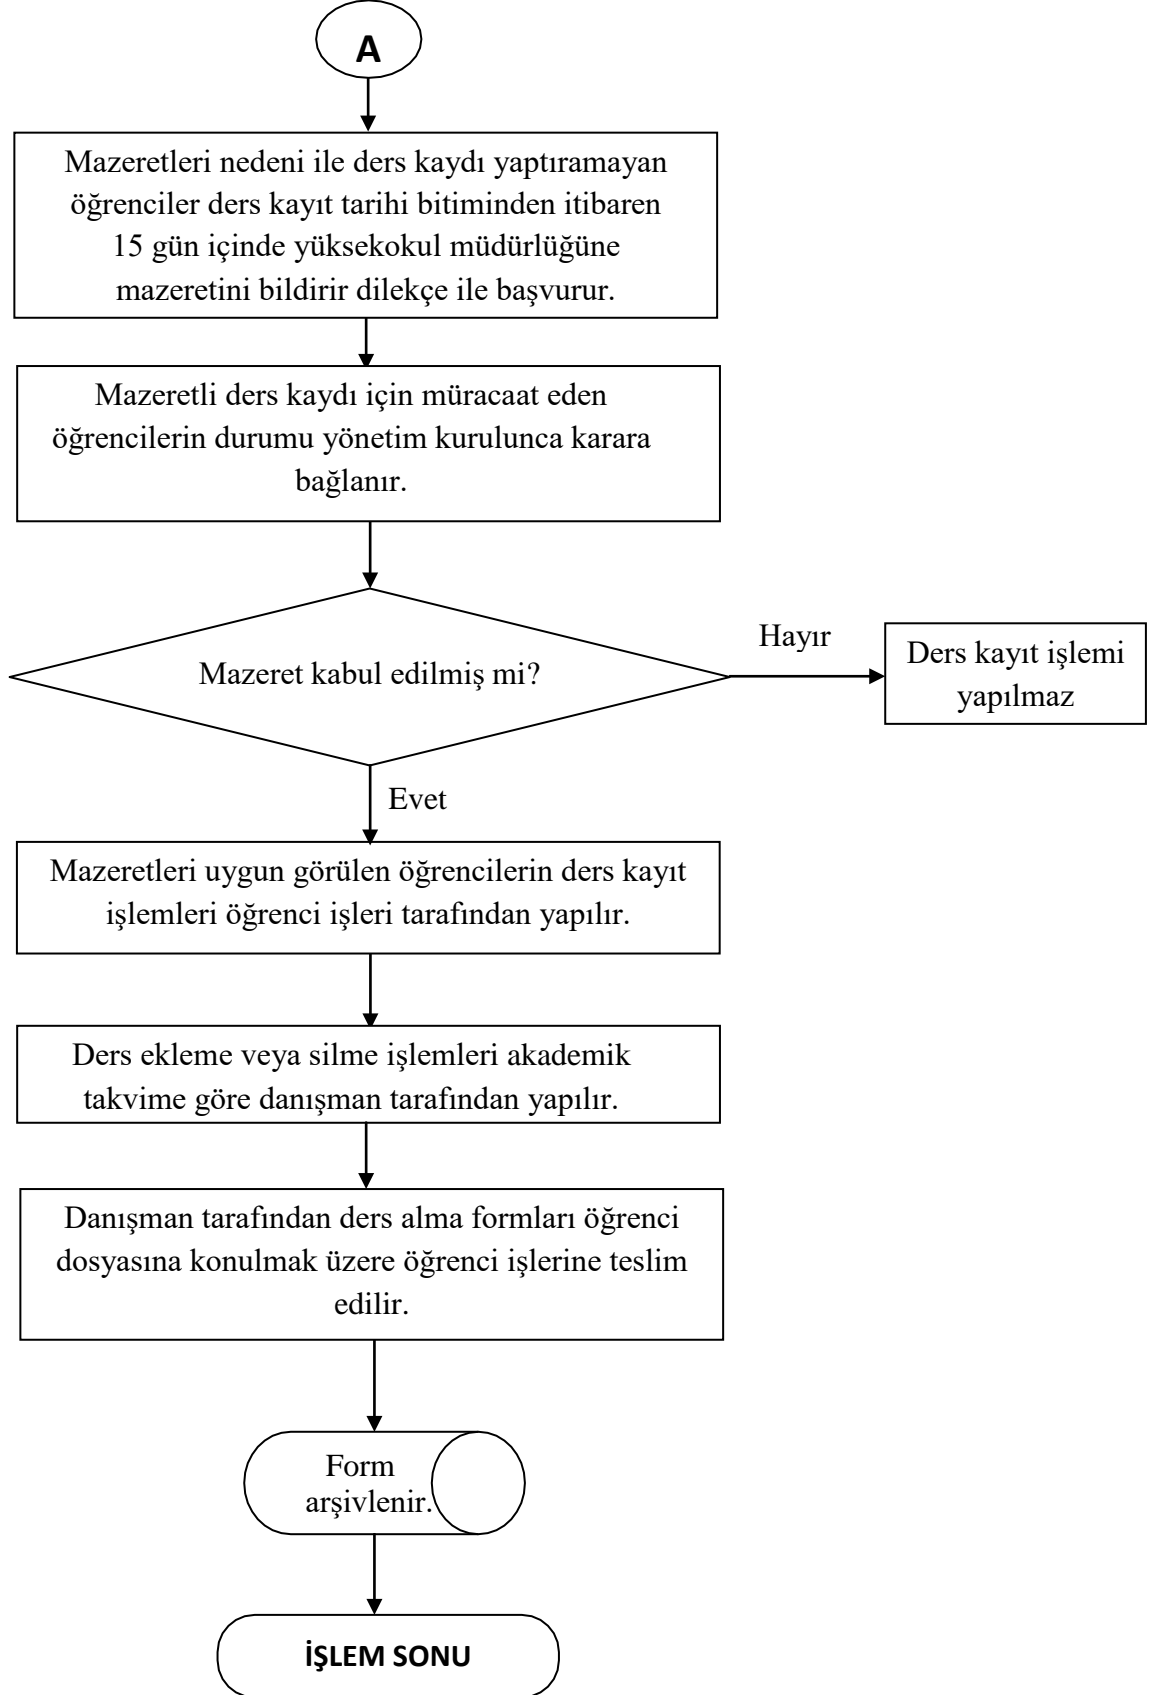 A
Mazeretleri nedeni ile ders kaydı yaptıramayan
öğrenciler ders kayıt tarihi bitiminden itibaren
15 gün içinde yüksekokul müdürlüğüne
mazeretini bildirir dilekçe ile başvurur.
Mazeretli ders kaydı için müracaat eden
öğrencilerin durumu yönetim kurulunca karara
bağlanır.
Mazeret kabul edilmiş mi?
Hayır
Ders kayıt işlemi
yapılmaz
Evet
Mazeretleri uygun görülen öğrencilerin ders kayıt
işlemleri öğrenci işleri tarafından yapılır.
Ders ekleme veya silme işlemleri akademik
takvime göre danışman tarafından yapılır.
Danışman tarafından ders alma formları öğrenci
dosyasına konulmak üzere öğrenci işlerine teslim
edilir.
Form
arşivlenir.
İŞLEM SONU